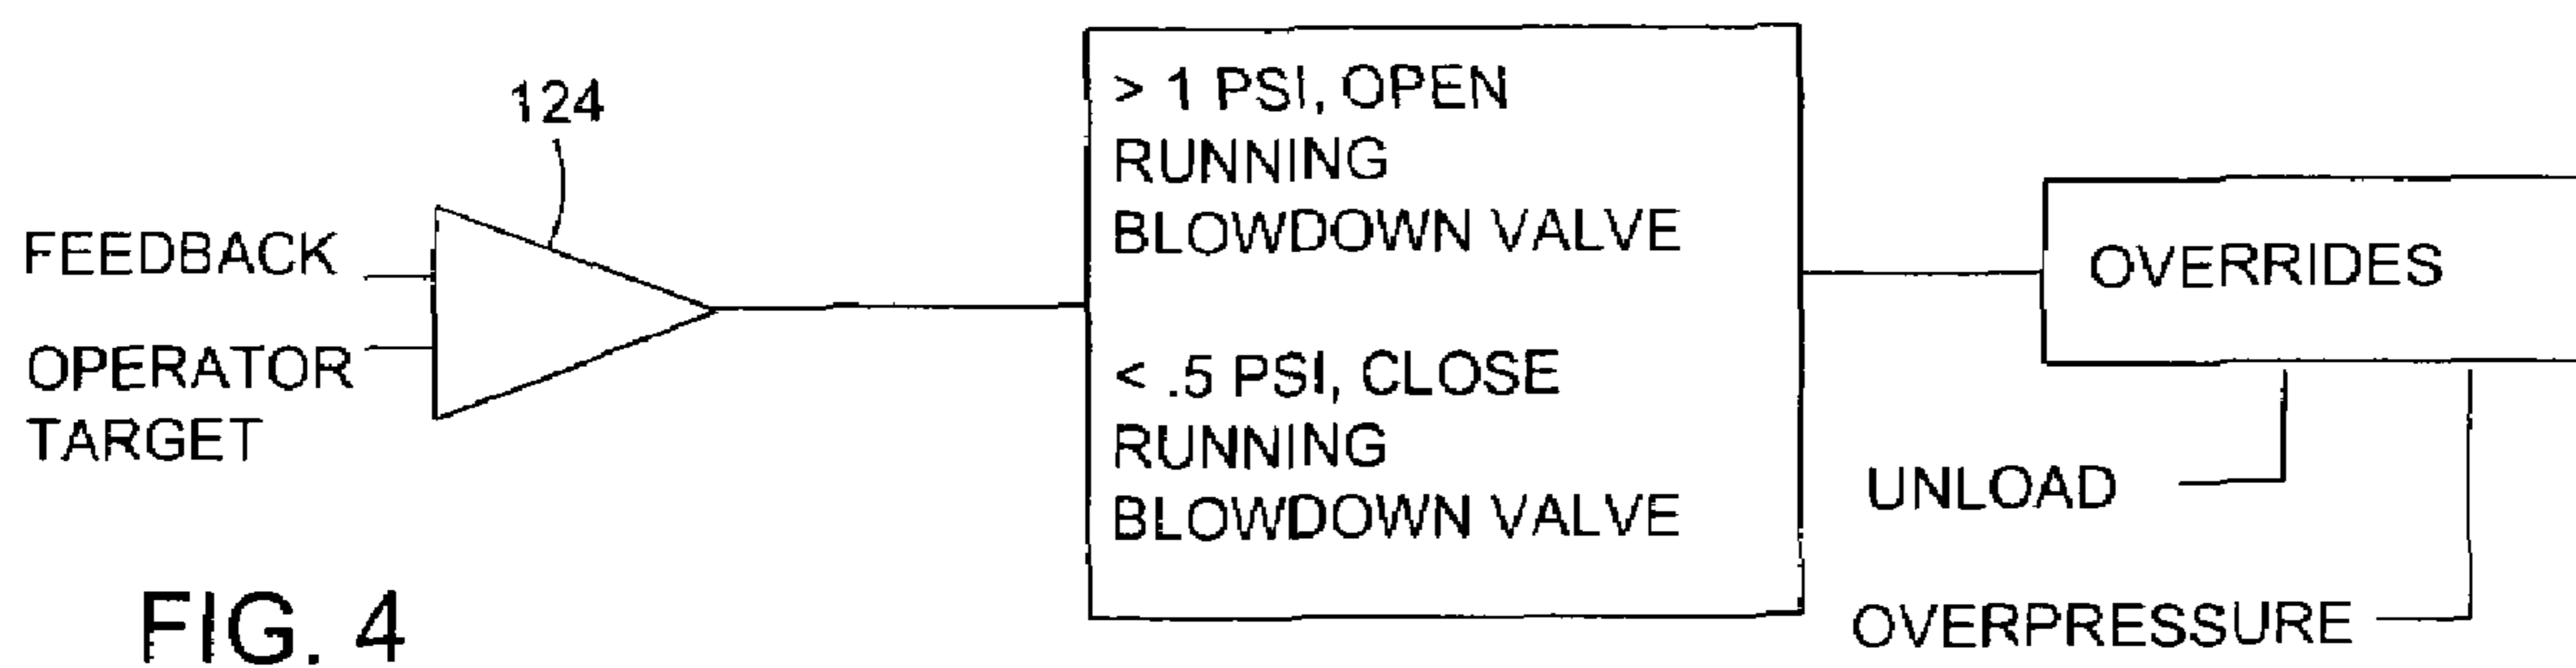 124
FEEDBACK
OPERATOR
TARGET
> 1 PSI, OPEN
RUNNING
BLOWDOWN VALVE
< .5 PSI, CLOSE
RUNNING
BLOWDOWN VALVE
OVERRIDES
UNLOAD
OVERPRESSURE
FIG. 4